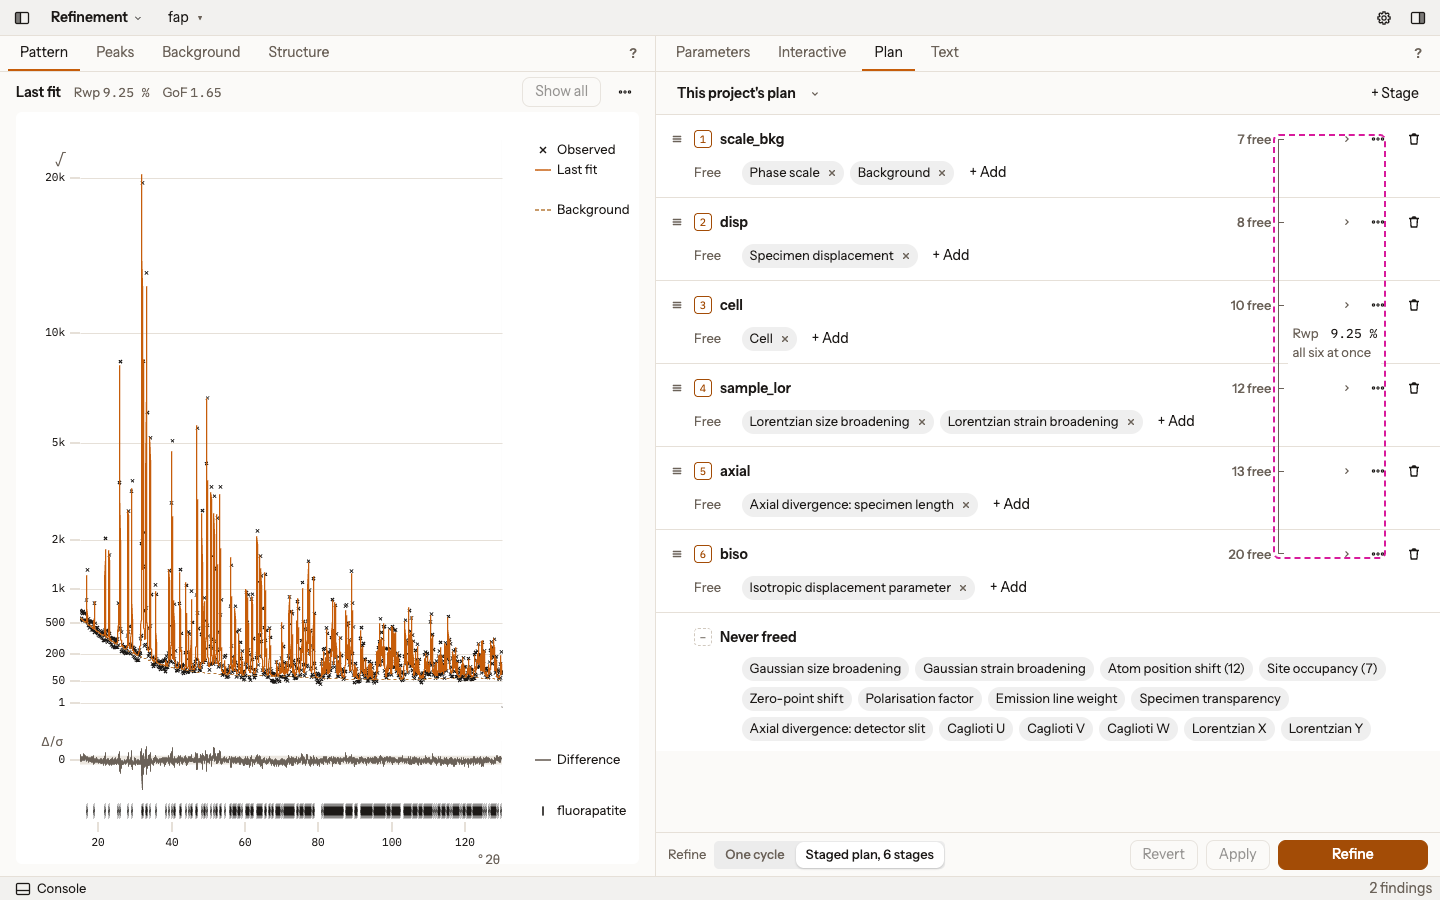 Refinement
fap
Pattern Peaks Background Structure ?
Parameters Interactive Plan Text ?
Last fit Rwp 9.25 % GoF 1.65 Show all
This project's plan + Stage
√
20k
10k
5k
2k
1k
500
200
50
1
Δ/σ
0
20 40 60 80 100 120
°2θ
Observed
Last fit
Background
Difference
fluorapatite
1 scale_bkg 7 free
Free Phase scale × Background × + Add
2 disp 8 free
Free Specimen displacement × + Add
3 cell 10 free
Free Cell × + Add
Rwp 9.25 %
all six at once
4 sample_lor 12 free
Free Lorentzian size broadening × Lorentzian strain broadening × + Add
5 axial 13 free
Free Axial divergence: specimen length × + Add
6 biso 20 free
Free Isotropic displacement parameter × + Add
– Never freed
Gaussian size broadening Gaussian strain broadening Atom position shift (12) Site occupancy (7)
Zero-point shift Polarisation factor Emission line weight Specimen transparency
Axial divergence: detector slit Caglioti U Caglioti V Caglioti W Lorentzian X Lorentzian Y
Refine One cycle Staged plan, 6 stages Revert Apply Refine
Console 2 findings